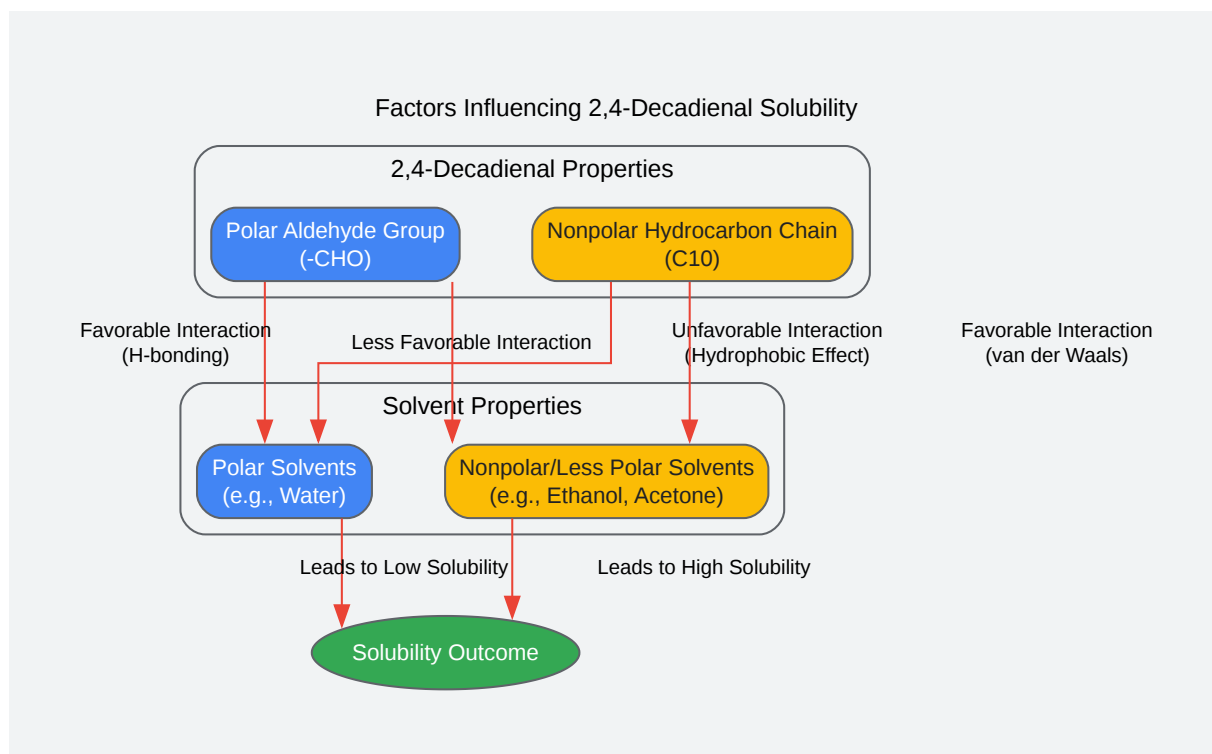 Factors Influencing 2,4-Decadienal Solubility
2,4-Decadienal Properties
Polar Aldehyde Group
(-CHO)
Nonpolar Hydrocarbon Chain
(C10)
Favorable Interaction
(H-bonding)
Less Favorable Interaction
Unfavorable Interaction
(Hydrophobic Effect)
Favorable Interaction
(van der Waals)
Solvent Properties
Polar Solvents
(e.g., Water)
Nonpolar/Less Polar Solvents
(e.g., Ethanol, Acetone)
Leads to Low Solubility
Leads to High Solubility
Solubility Outcome